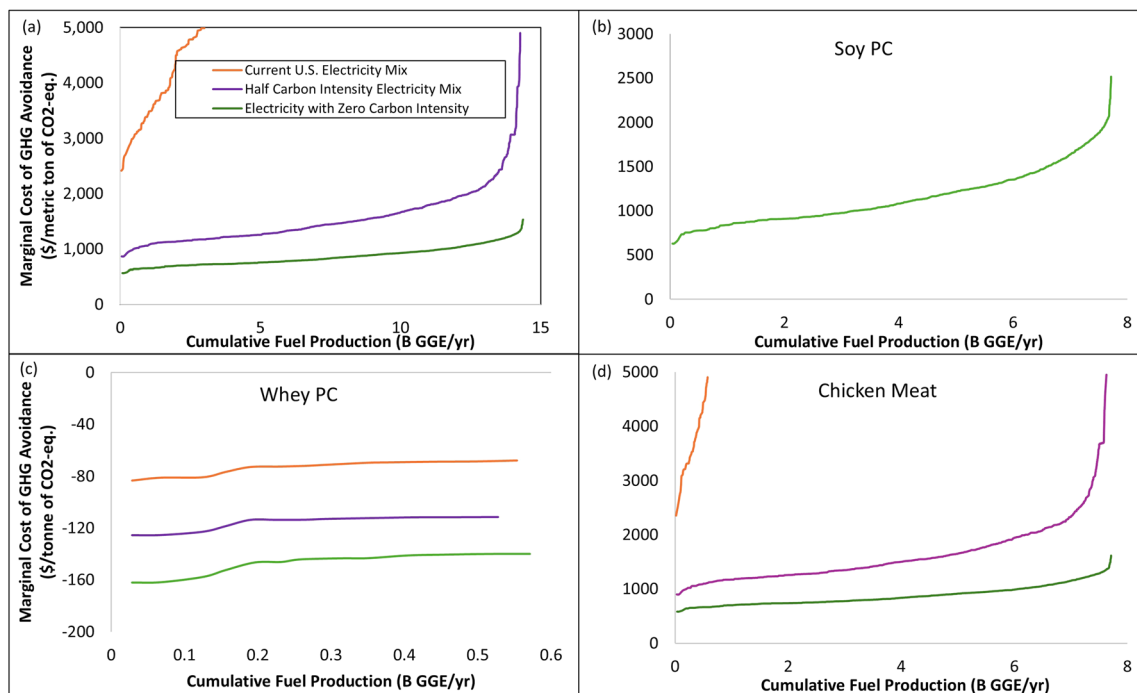 (a)
Marginal Cost of GHG Avoidance
($/metric ton of CO2-eq.)
5,000
4,000
3,000
2,000
1,000
0
Current U.S. Electricity Mix
Half Carbon Intensity Electricity Mix
Electricity with Zero Carbon Intensity
0 5 10 15
Cumulative Fuel Production (B GGE/yr)
(b)
Soy PC
3000
2500
2000
1500
1000
500
0
0 2 4 6 8
Cumulative Fuel Production (B GGE/yr)
(c)
Whey PC
Marginal Cost of GHG Avoidance
($/tonne of CO2-eq.)
0
-40
-80
-120
-160
-200
0 0.1 0.2 0.3 0.4 0.5 0.6
Cumulative Fuel Production (B GGE/yr)
(d)
Chicken Meat
5000
4000
3000
2000
1000
0
0 2 4 6 8
Cumulative Fuel Production (B GGE/yr)